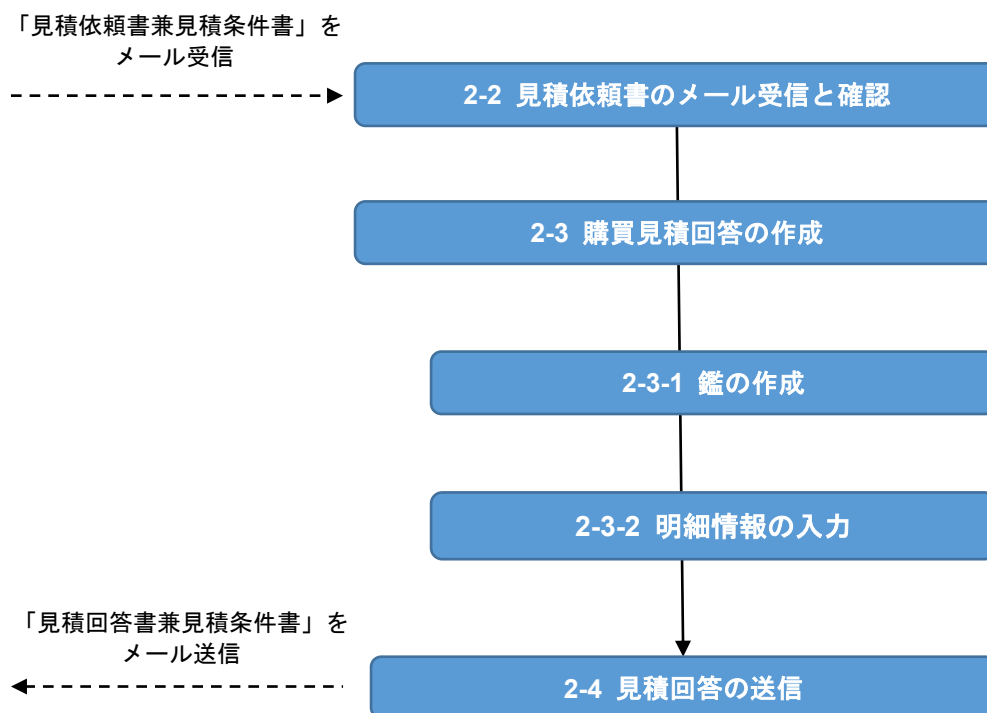 「見積依頼書兼見積条件書」を
メール受信
2-2 見積依頼書のメール受信と確認
2-3 購買見積回答の作成
2-3-1 鑑の作成
2-3-2 明細情報の入力
「見積回答書兼見積条件書」を
メール送信
2-4 見積回答の送信